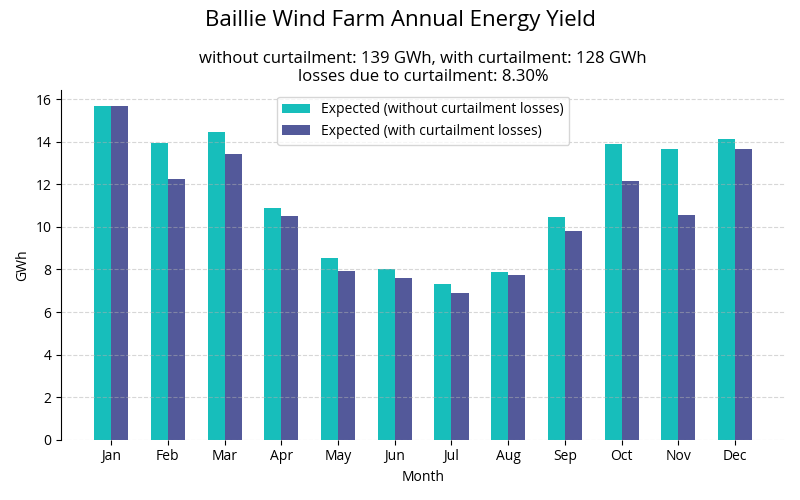 Baillie Wind Farm Annual Energy Yield
without curtailment: 139 GWh, with curtailment: 128 GWh
losses due to curtailment: 8.30%
Expected (without curtailment losses)
Expected (with curtailment losses)
GWh
16
14
12
10
8
6
4
2
0
Jan Feb Mar Apr May Jun Jul Aug Sep Oct Nov Dec
Month